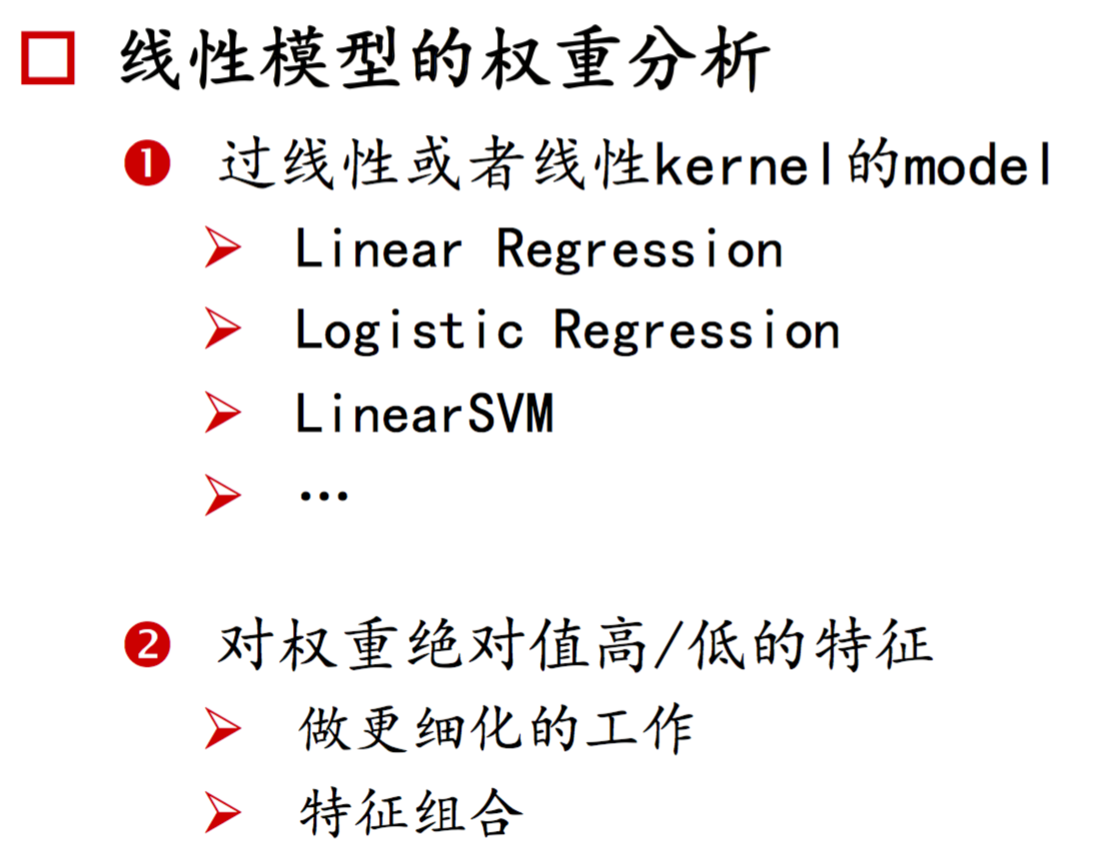 线性模型的权重分析
❶ 过线性或者线性kernel的model
➢ Linear Regression
➢ Logistic Regression
➢ LinearSVM
➢ …
❷ 对权重绝对值高/低的特征
➢ 做更细化的工作
➢ 特征组合